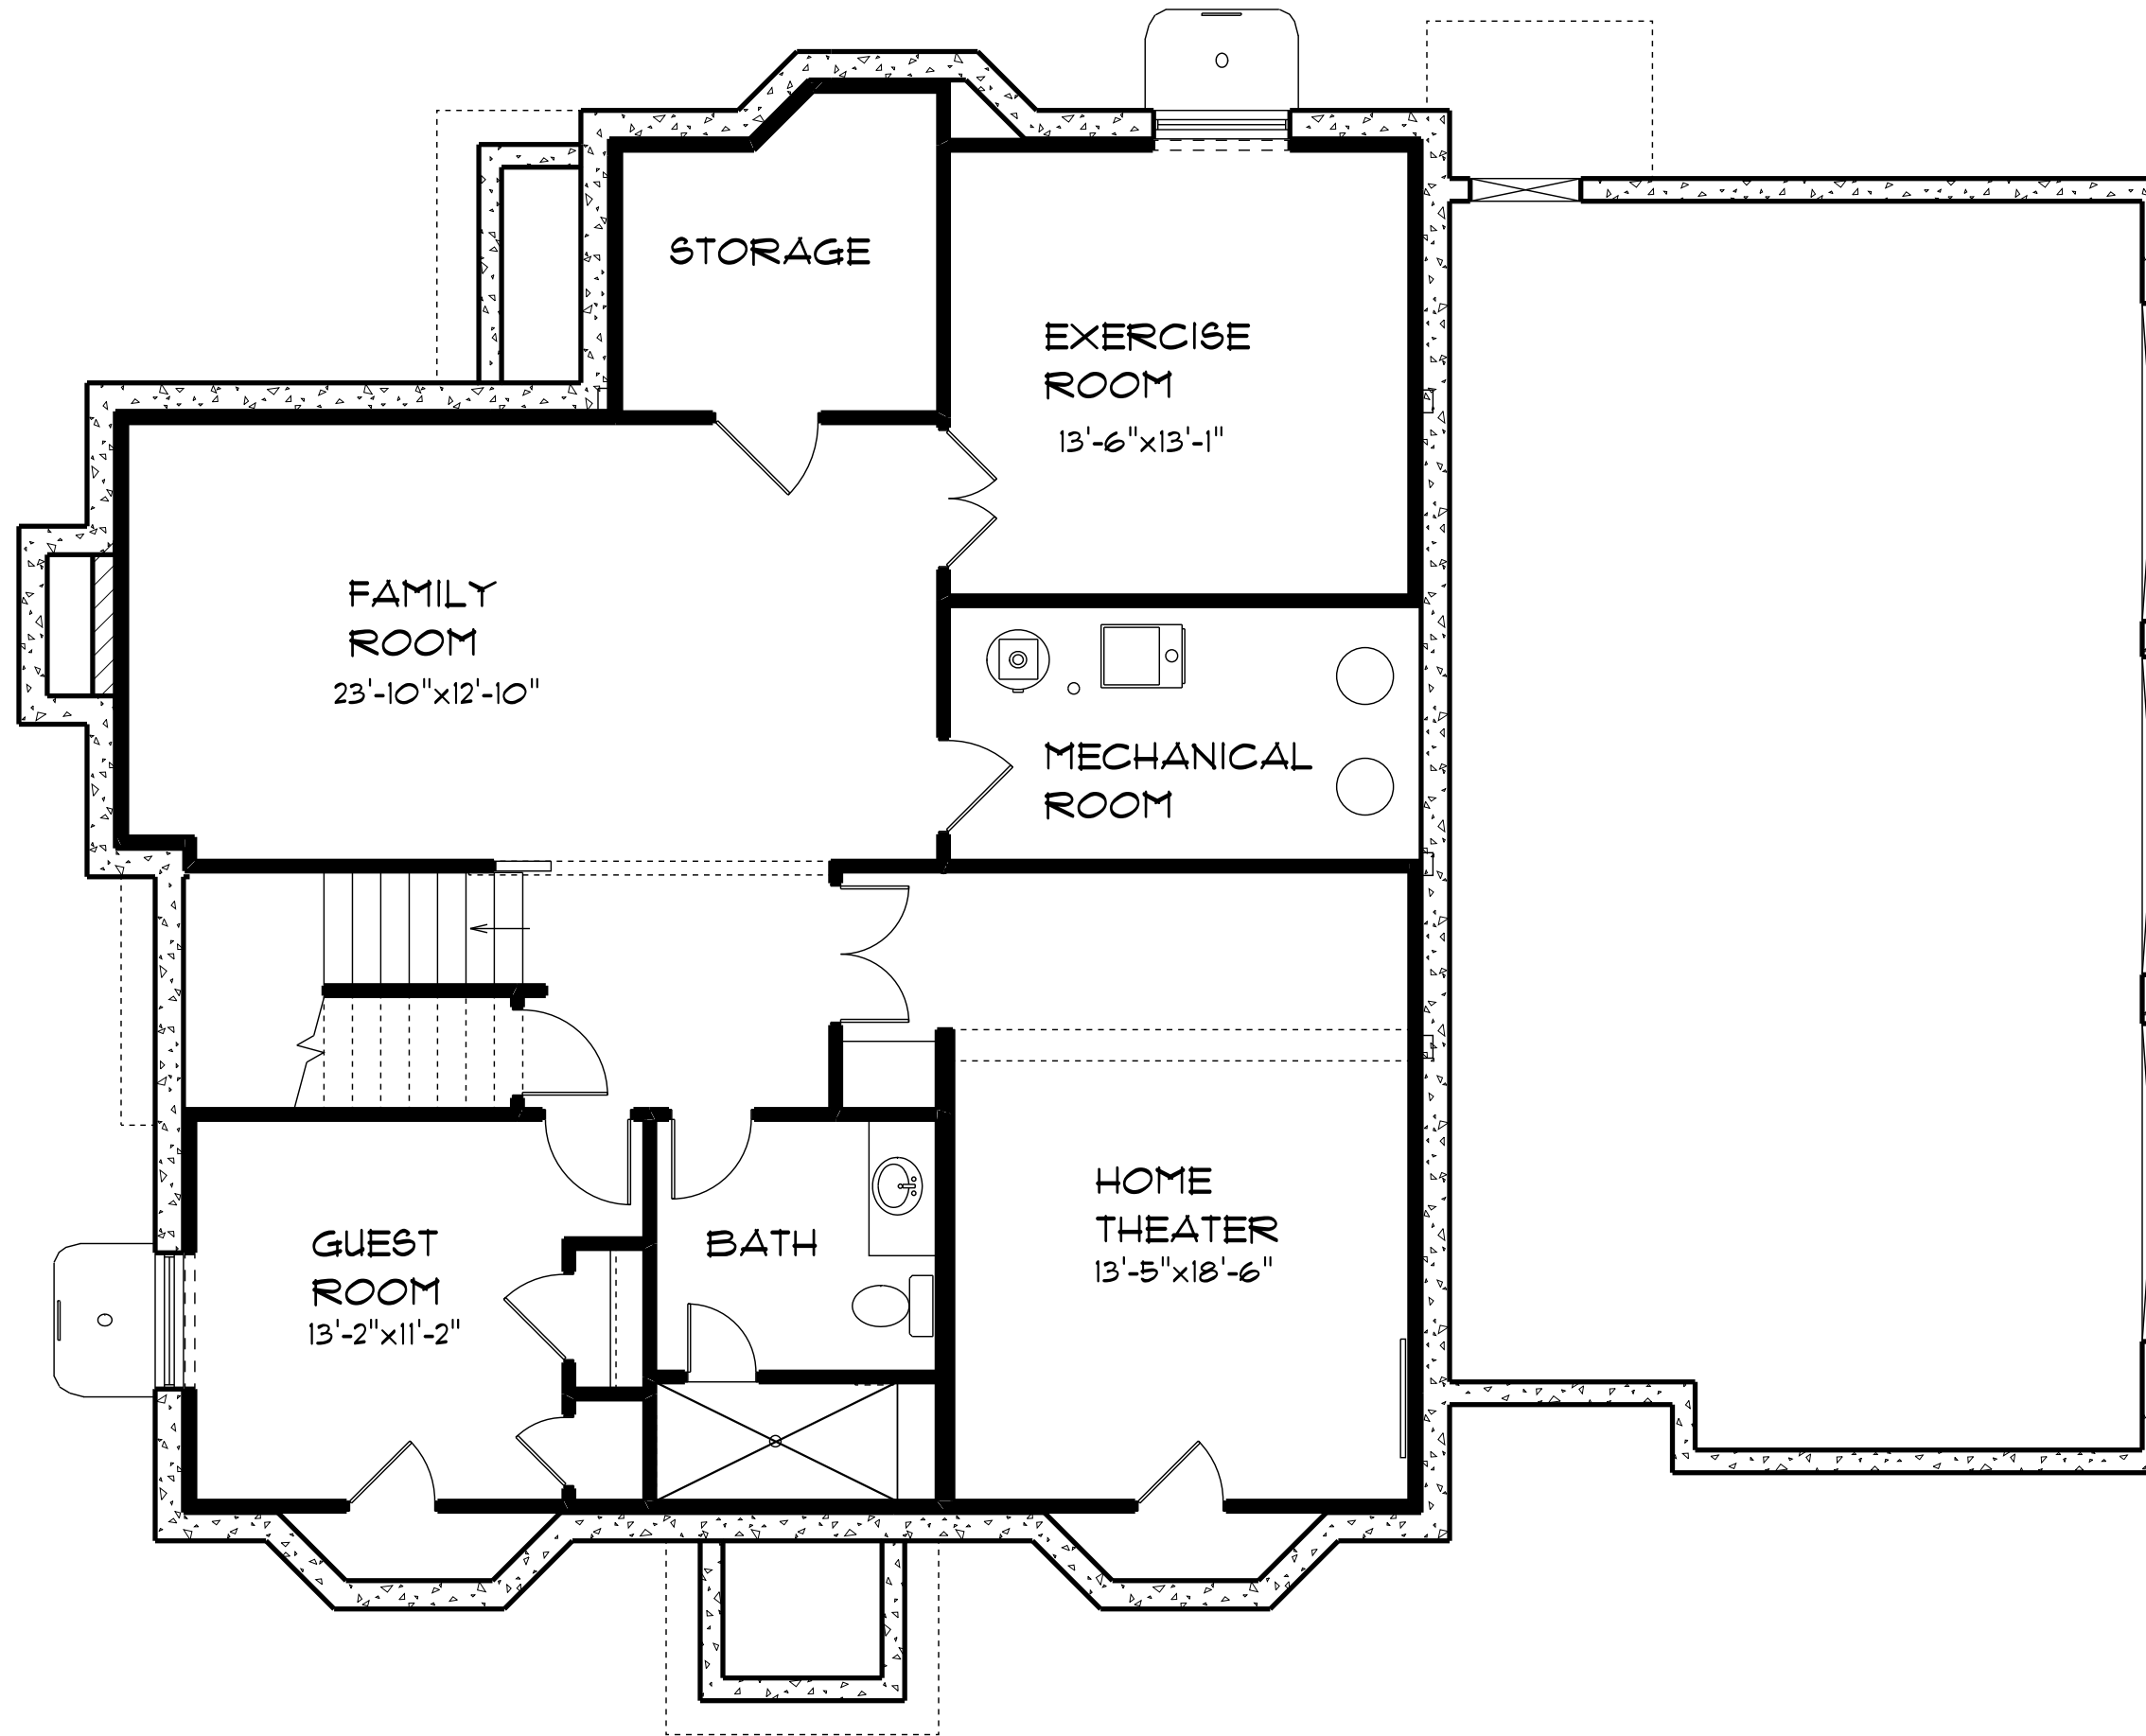 STORAGE
EXERCISE
ROOM
13'-6"x13'-1"
FAMILY
ROOM
23'-10"x12'-10"
MECHANICAL
ROOM
HOME
THEATER
13'-5"x18'-6"
GUEST
ROOM
13'-2"x11'-2"
BATH